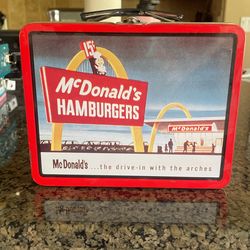 15¢
McDonald's
HAMBURGERS
McDonald's
McDonald's ...the drive-in with the arches